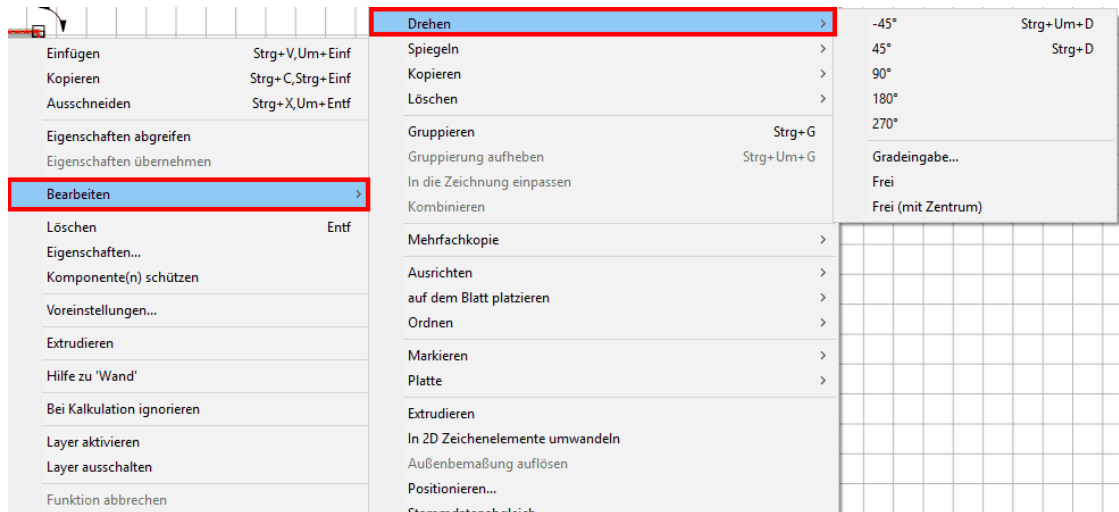 Einfügen Strg+V,Um+Einf
Kopieren Strg+C,Strg+Einf
Ausschneiden Strg+X,Um+Entf
Eigenschaften abgreifen
Eigenschaften übernehmen
Bearbeiten
Löschen Entf
Eigenschaften...
Komponente(n) schützen
Voreinstellungen...
Extrudieren
Hilfe zu 'Wand'
Bei Kalkulation ignorieren
Layer aktivieren
Layer ausschalten
Funktion abbrechen
Drehen
Spiegeln
Kopieren
Löschen
Gruppieren Strg+G
Gruppierung aufheben Strg+Um+G
In die Zeichnung einpassen
Kombinieren
Mehrfachkopie
Ausrichten
auf dem Blatt platzieren
Ordnen
Markieren
Platte
Extrudieren
In 2D Zeichenelemente umwandeln
Außenbemaßung auflösen
Positionieren...
-45° Strg+Um+D
45° Strg+D
90°
180°
270°
Gradeingabe...
Frei
Frei (mit Zentrum)